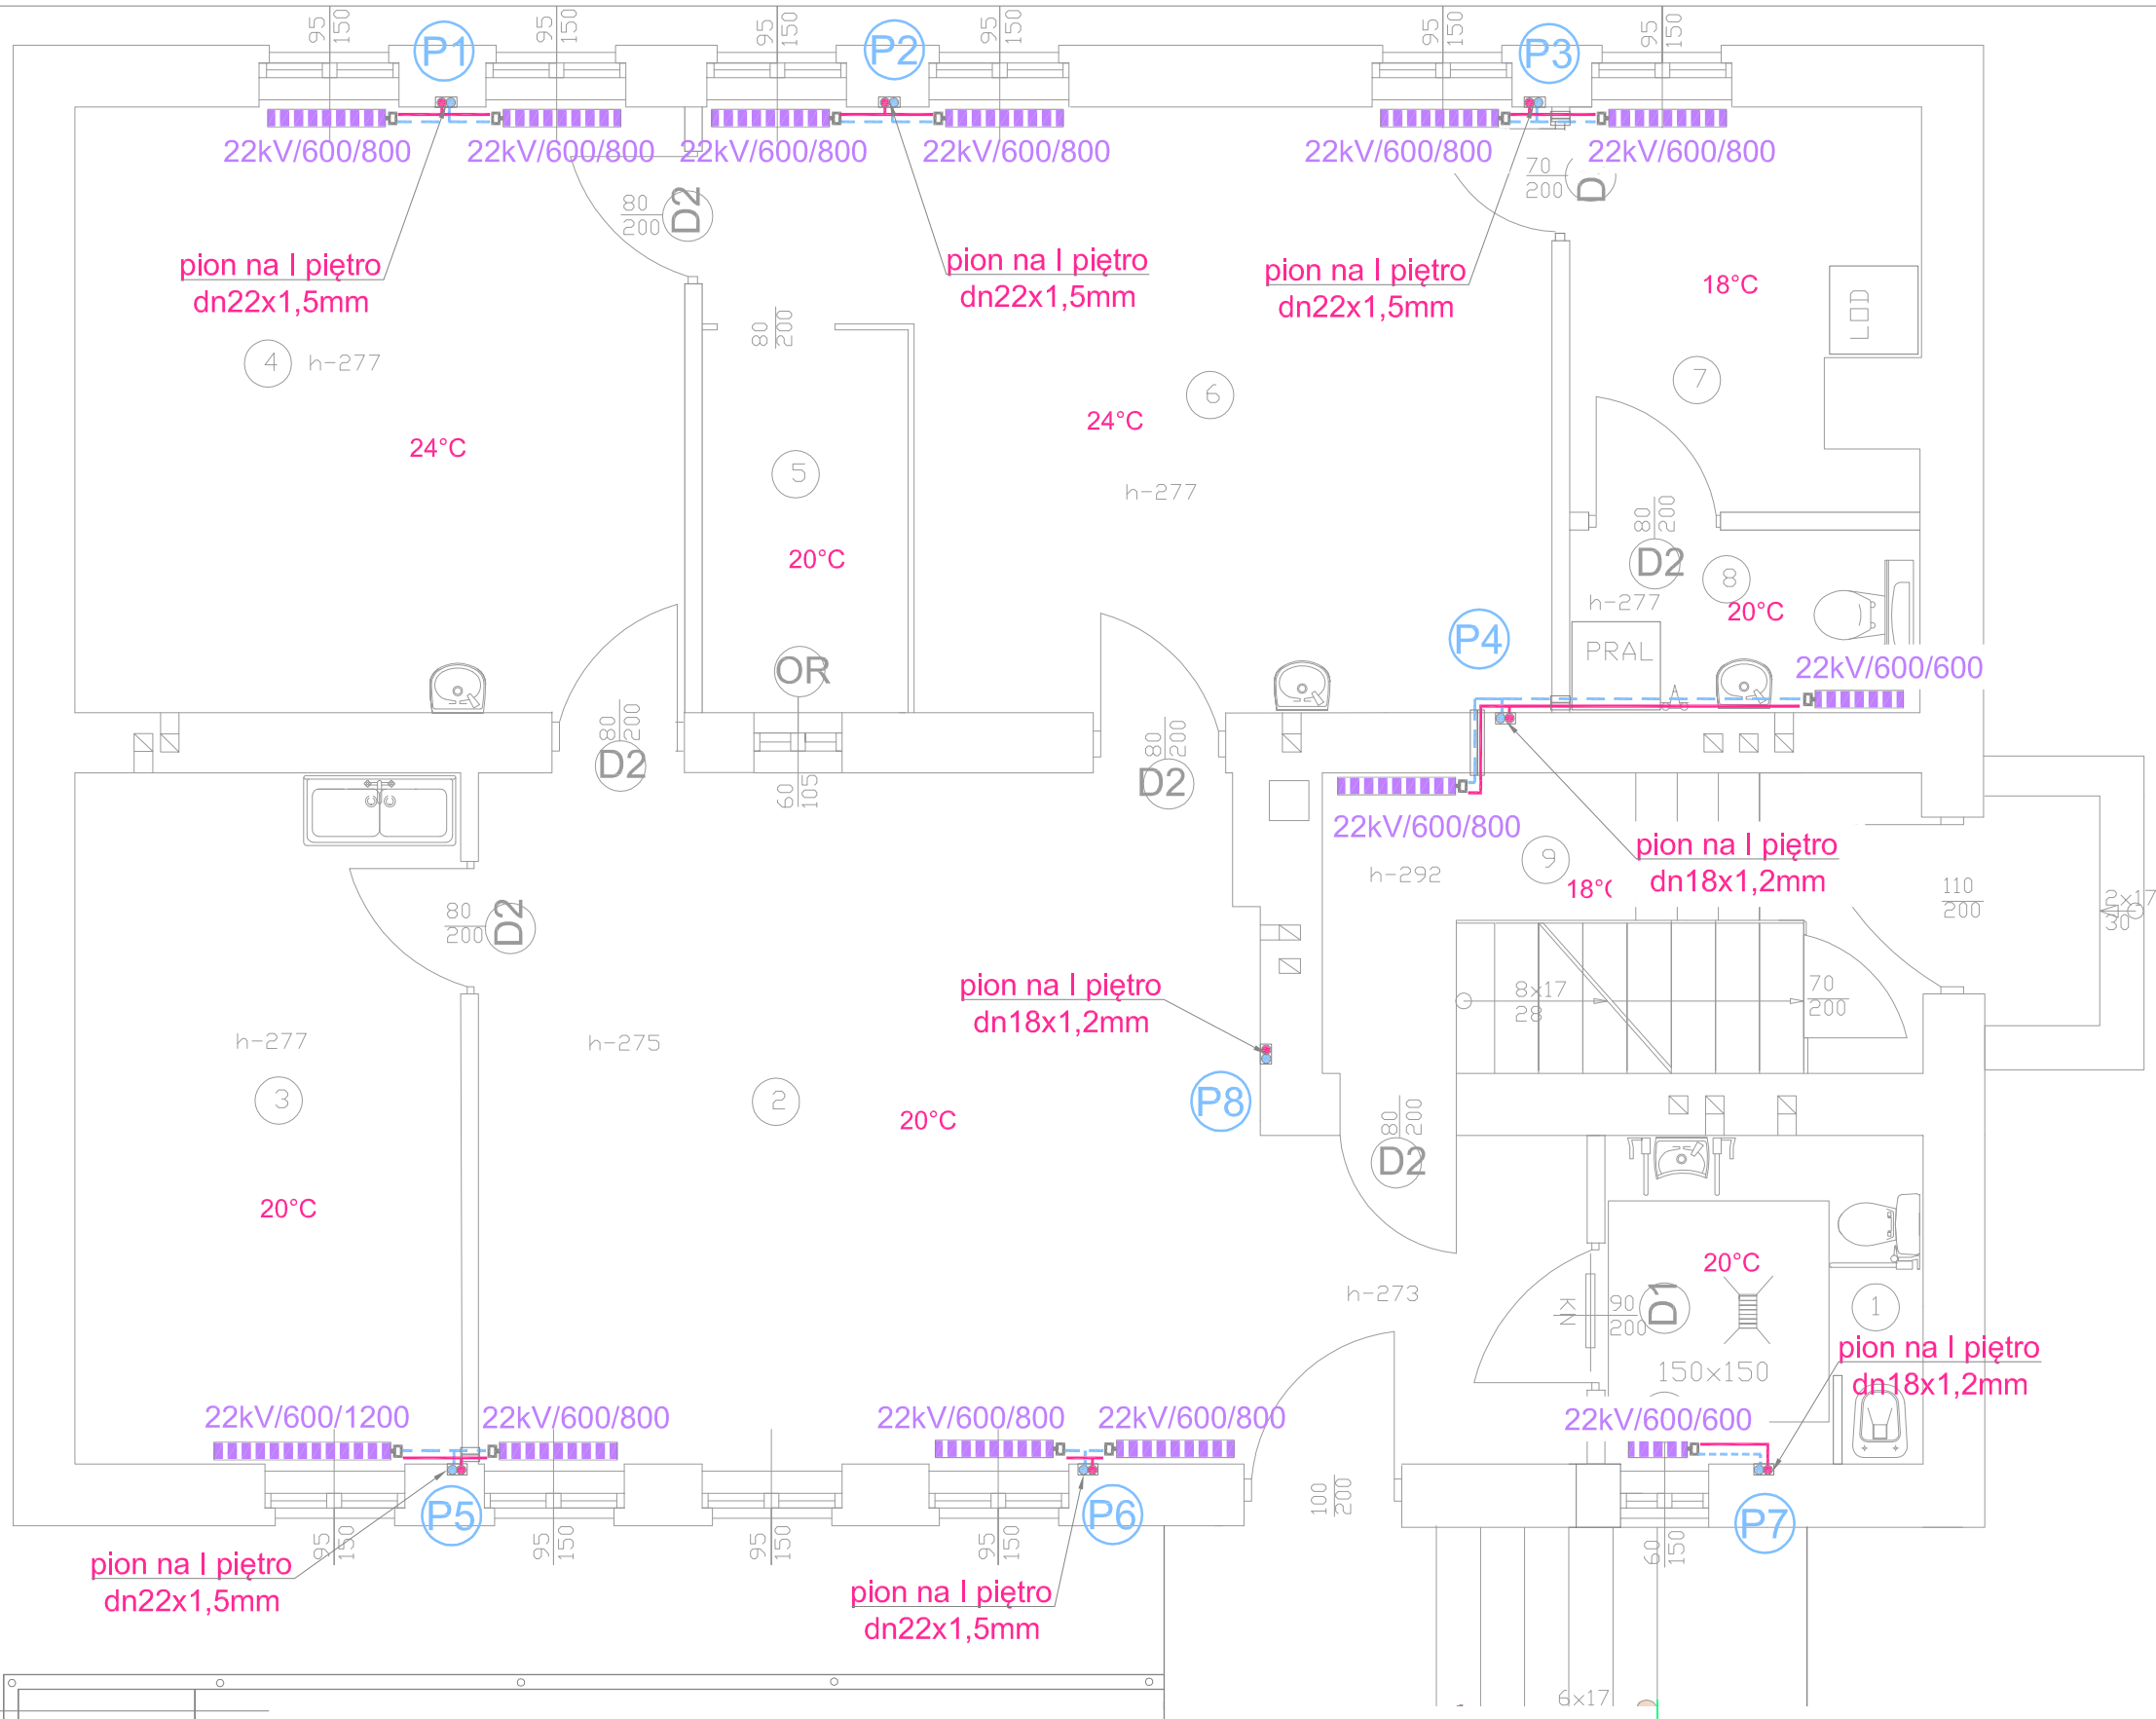 95
150
95
150
95
150
95
150
95
150
95
150
P1
P2
P3
22kV/600/800
22kV/600/800
22kV/600/800
22kV/600/800
22kV/600/800
22kV/600/800
80
200
D2
70
200
D
pion na I piętro
dn22x1,5mm
pion na I piętro
dn22x1,5mm
pion na I piętro
dn22x1,5mm
18°C
LOD
80
200
4
h-277
6
7
24°C
24°C
5
h-277
20°C
80
200
D2
8
h-277
20°C
P4
PRAL
22kV/600/600
OR
80
200
D2
80
200
D2
60
105
22kV/600/800
9
h-292
18°(
pion na I piętro
dn18x1,2mm
110
200
2x17
30
80
200
D2
pion na I piętro
dn18x1,2mm
8x17
28
70
200
h-277
h-275
3
2
P8
20°C
80
200
D2
20°C
20°C
h-273
KN
90
200
D1
1
150x150
pion na I piętro
dn18x1,2mm
22kV/600/1200
22kV/600/800
22kV/600/800
22kV/600/800
22kV/600/600
100
200
P5
P6
P7
95
150
95
150
95
150
95
150
60
150
pion na I piętro
dn22x1,5mm
pion na I piętro
dn22x1,5mm
6x17